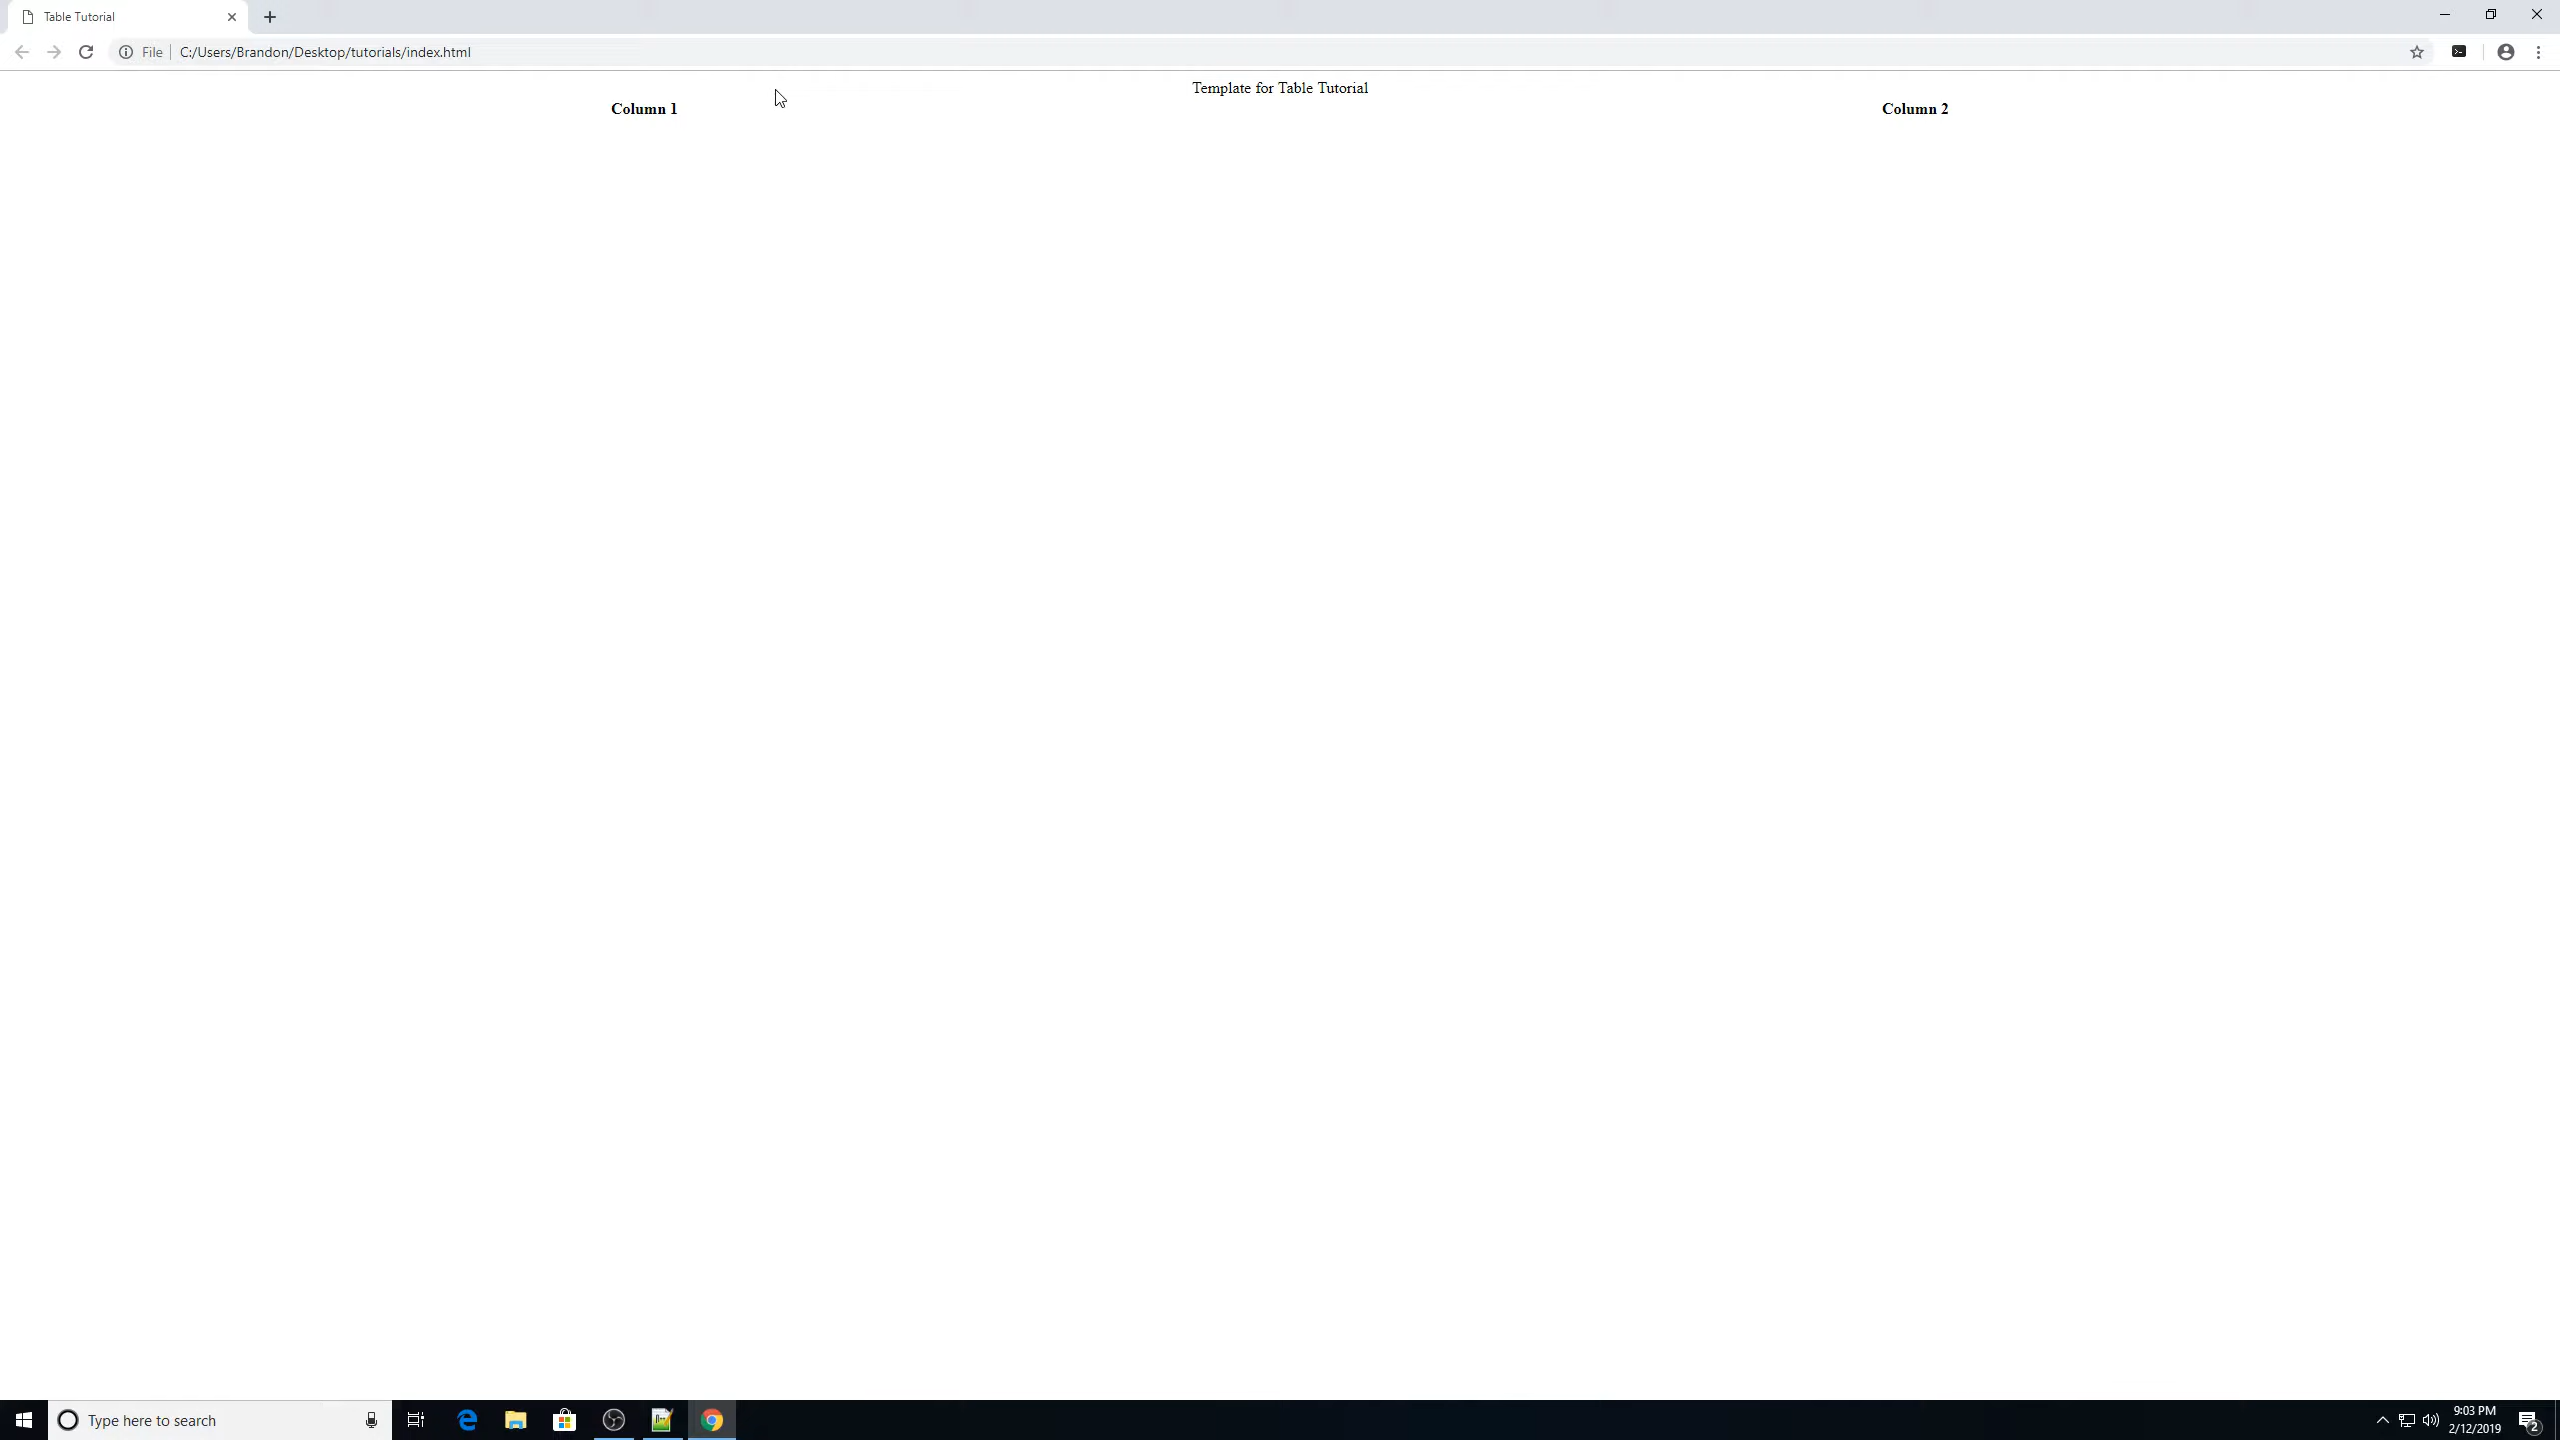 Table Tutorial
File C:/Users/Brandon/Desktop/tutorials/index.html
Template for Table Tutorial
Column 1 Column 2
Type here to search
9:03 PM
2/12/2019
2